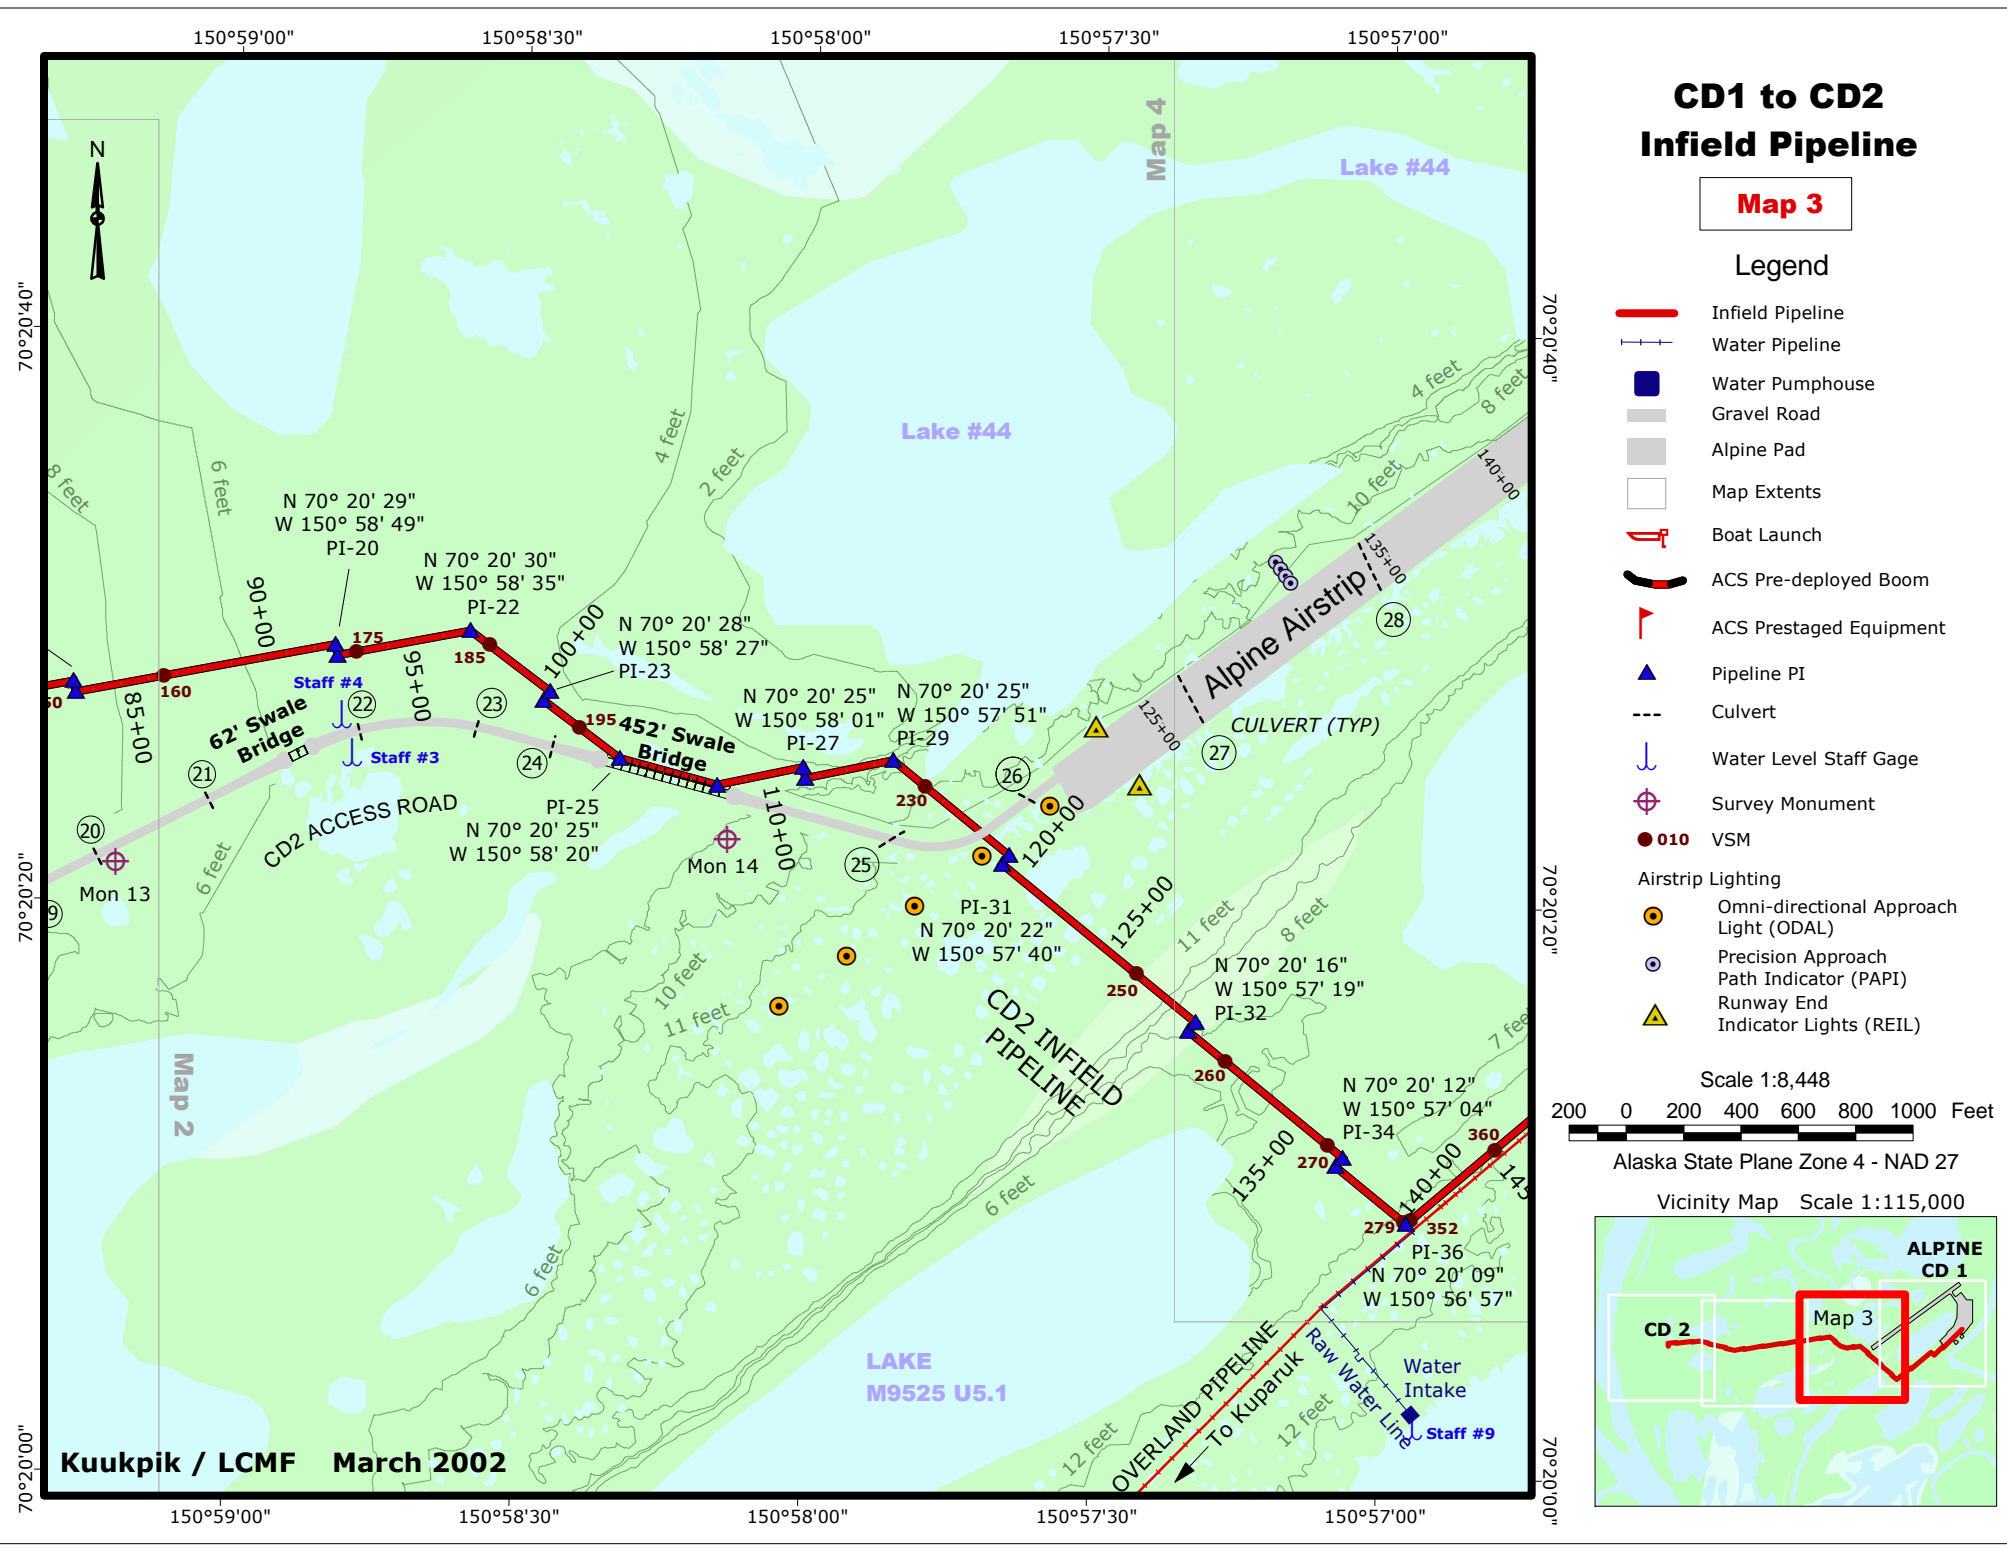 150°59'00"
150°58'30"
150°58'00"
150°57'30"
150°57'00"
CD1 to CD2
Infield Pipeline
Map 3
Legend
Infield Pipeline
Water Pipeline
Water Pumphouse
Gravel Road
Alpine Pad
Map Extents
Boat Launch
ACS Pre-deployed Boom
ACS Prestaged Equipment
Pipeline PI
Culvert
Water Level Staff Gage
Survey Monument
010 VSM
Airstrip Lighting
Omni-directional Approach
Light (ODAL)
Precision Approach
Path Indicator (PAPI)
Runway End
Indicator Lights (REIL)
Scale 1:8,448
200 0 200 400 600 800 1000 Feet
Alaska State Plane Zone 4 - NAD 27
Vicinity Map Scale 1:115,000
ALPINE
CD 1
CD 2
Map 3
N
Map 4
Lake #44
Lake #44
70°20'40"
70°20'40"
4 feet
8 feet
4 feet
2 feet
6 feet
8 feet
10 feet
140+00
135+00
N 70° 20' 29"
W 150° 58' 49"
PI-20
N 70° 20' 30"
W 150° 58' 35"
PI-22
90+00
100+00
N 70° 20' 28"
W 150° 58' 27"
PI-23
175
185
160
50
85+00
95+00
Staff #4
22
23
62' Swale
Bridge
Staff #3
195
452' Swale
Bridge
N 70° 20' 25"
W 150° 58' 01"
PI-27
N 70° 20' 25"
W 150° 57' 51"
PI-29
Alpine Airstrip
28
125+00
CULVERT (TYP)
27
26
21
24
20
CD2 ACCESS ROAD
PI-25
N 70° 20' 25"
W 150° 58' 20"
110+00
230
120+00
25
Mon 14
Mon 13
6 feet
9
70°20'20"
70°20'20"
PI-31
N 70° 20' 22"
W 150° 57' 40"
125+00
11 feet
8 feet
10 feet
11 feet
250
N 70° 20' 16"
W 150° 57' 19"
PI-32
CD2 INFIELD
PIPELINE
7 fee
260
Map 2
N 70° 20' 12"
W 150° 57' 04"
PI-34
270
360
135+00
140+00
145
279
352
PI-36
N 70° 20' 09"
W 150° 56' 57"
6 feet
6 feet
LAKE
M9525 U5.1
OVERLAND PIPELINE
To Kuparuk
Raw Water Line
Water
Intake
Staff #9
12 feet
12 feet
Kuukpik / LCMF March 2002
70°20'00"
70°20'00"
150°59'00"
150°58'30"
150°58'00"
150°57'30"
150°57'00"